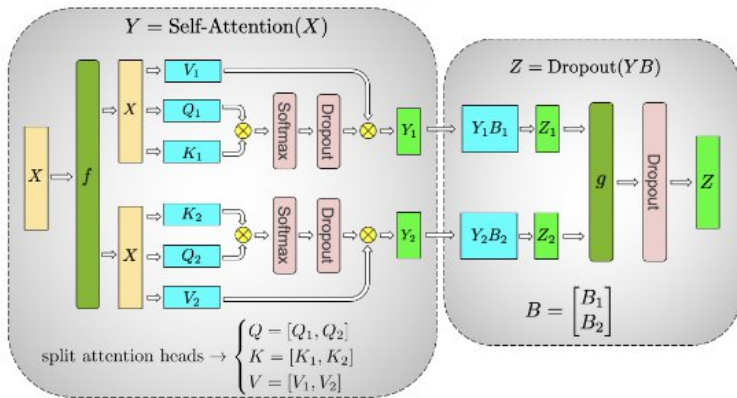 Y = Self-Attention(X)
X
f
X
V₁
Q₁
K₁
Softmax
Dropout
Y₁
X
K₂
Q₂
V₂
Softmax
Dropout
Y₂
split attention heads → { Q = [Q₁, Q₂]
K = [K₁, K₂]
V = [V₁, V₂]
Z = Dropout(YB)
Y₁B₁
Z₁
Y₂B₂
Z₂
g
Dropout
Z
B = [B₁
B₂]